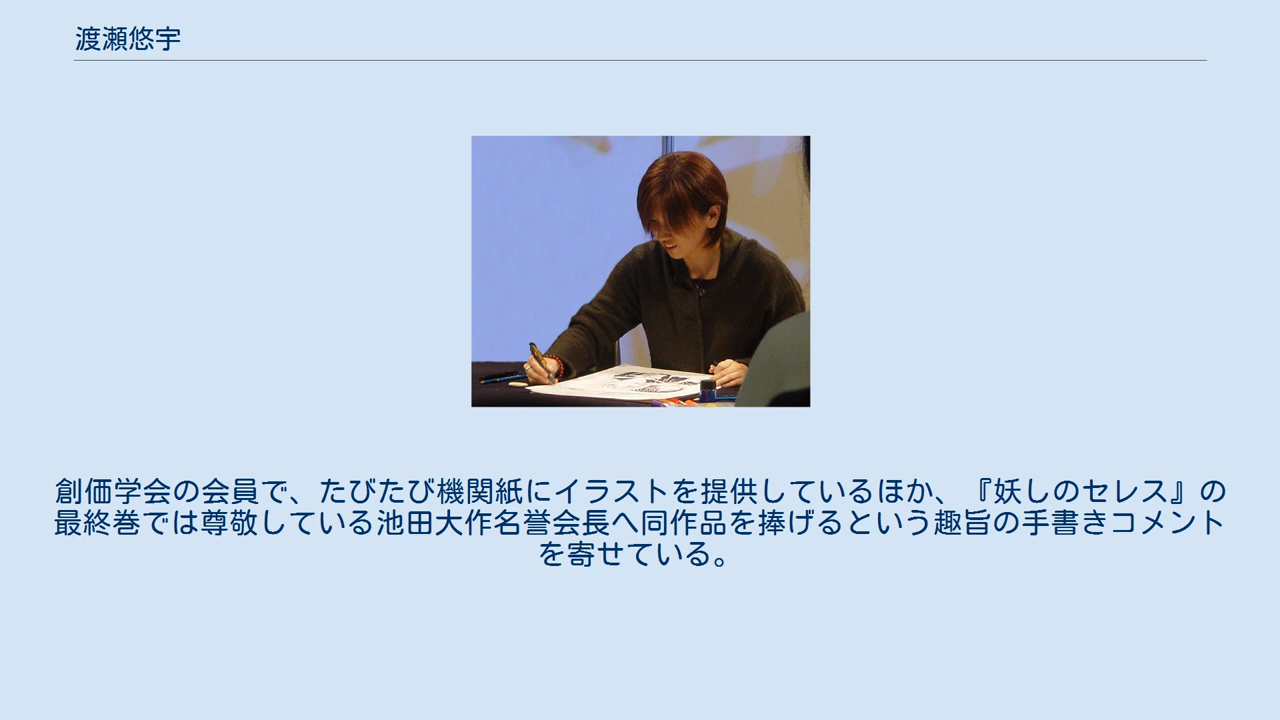 渡瀬悠宇
創価学会の会員で、たびたび機関紙にイラストを提供しているほか、『妖しのセレス』の
最終巻では尊敬している池田大作名誉会長へ同作品を捧げるという趣旨の手書きコメント
を寄せている。